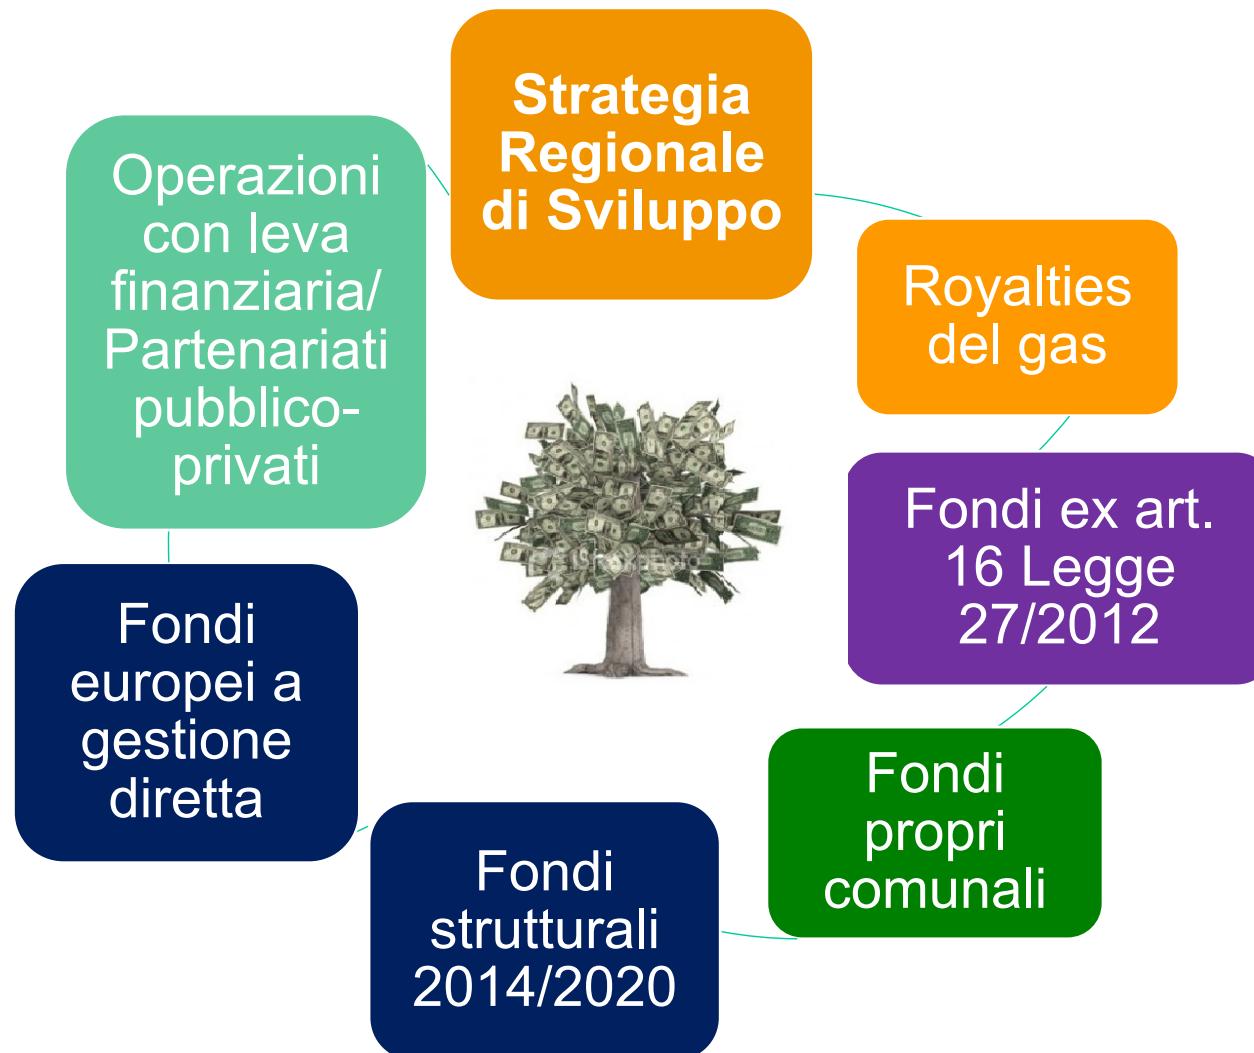 Strategia
Regionale
di Sviluppo
Royalties
del gas
Fondi ex art.
16 Legge
27/2012
Fondi
propri
comunali
Fondi
strutturali
2014/2020
Fondi
europei a
gestione
diretta
Operazioni
con leva
finanziaria/
Partenariati
pubblico-
privati